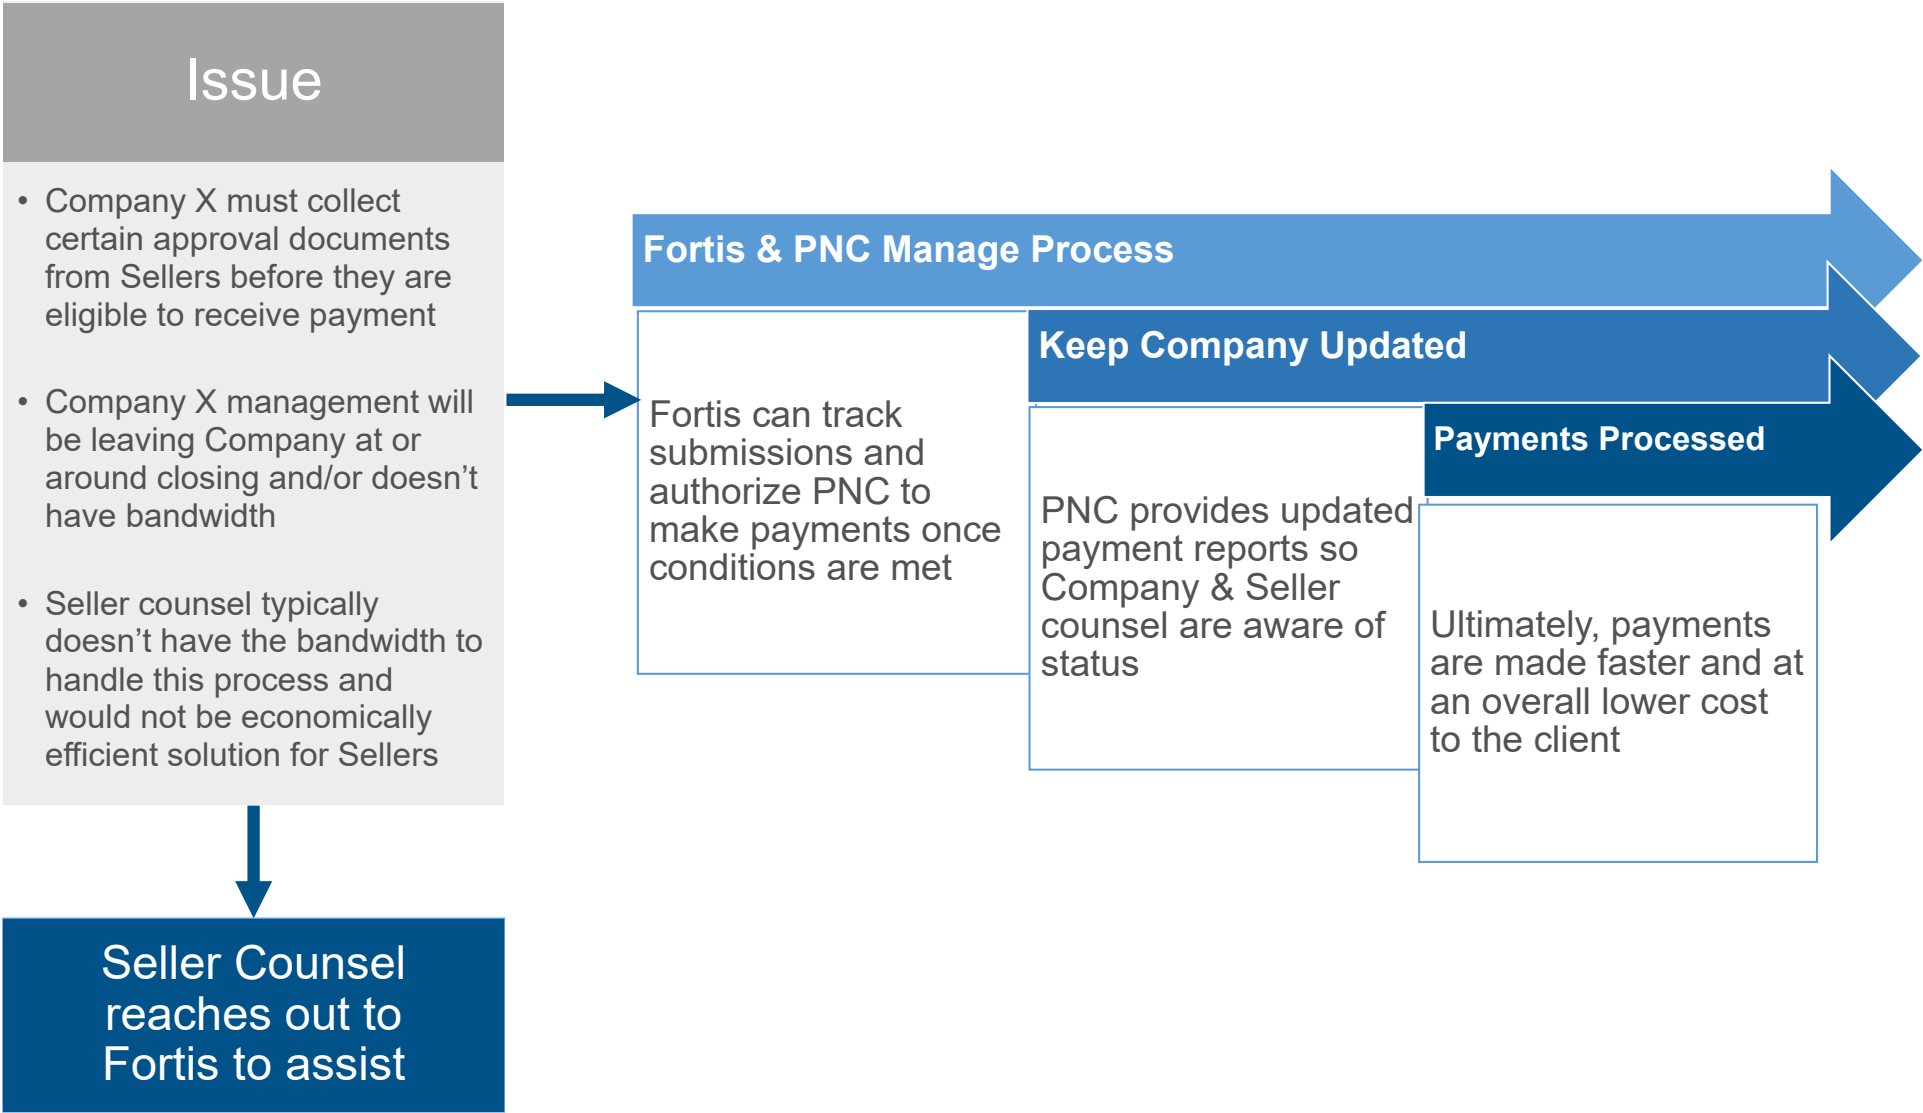 Issue
• Company X must collect
certain approval documents
from Sellers before they are
eligible to receive payment
• Company X management will
be leaving Company at or
around closing and/or doesn’t
have bandwidth
• Seller counsel typically
doesn’t have the bandwidth to
handle this process and
would not be economically
efficient solution for Sellers
Seller Counsel
reaches out to
Fortis to assist
Fortis & PNC Manage Process
Fortis can track
submissions and
authorize PNC to
make payments once
conditions are met
Keep Company Updated
PNC provides updated
payment reports so
Company & Seller
counsel are aware of
status
Payments Processed
Ultimately, payments
are made faster and at
an overall lower cost
to the client